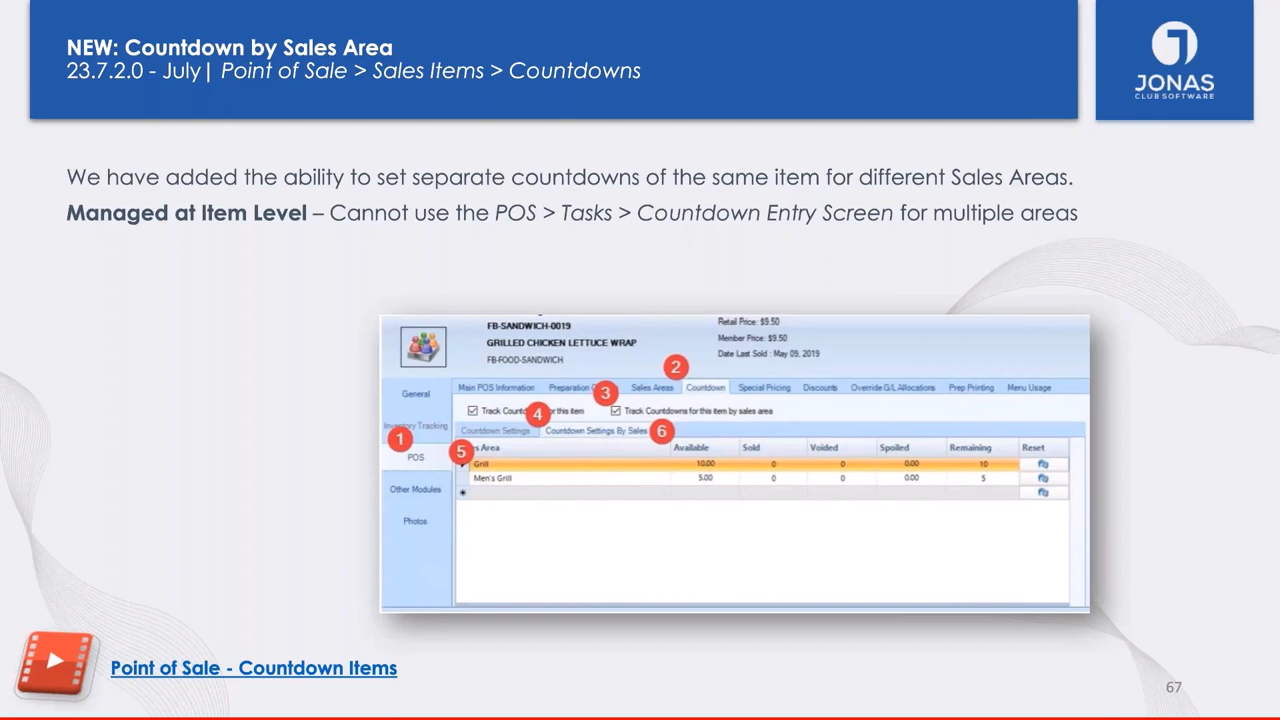 NEW: Countdown by Sales Area
23.7.2.0 - July| Point of Sale > Sales Items > Countdowns
JONAS
CLUB SOFTWARE
We have added the ability to set separate countdowns of the same item for different Sales Areas.
Managed at Item Level – Cannot use the POS > Tasks > Countdown Entry Screen for multiple areas
FB-SANDWICH-0019
GRILLED CHICKEN LETTUCE WRAP
FB-FOOD-SANDWICH
Retail Price: $9.50
Member Price: $9.50
Date Last Sold : May 09, 2019
2
General
Main POS Information Preparation Sales Areas Countdown Special Pricing Discounts Override G/L Allocations Prep Printing Menu Usage
3
Track for this item Track Countdowns for this item by sales area
4
Inventory Tracking
Countdown Settings Countdown Settings By Sales
6
1
5
Area Available Sold Voided Spoiled Remaining Reset
POS
Grill 10.00 0 0 0.00 10
Men's Grill 5.00 0 0 0.00 5
Other Modules
Photos
Point of Sale - Countdown Items
67